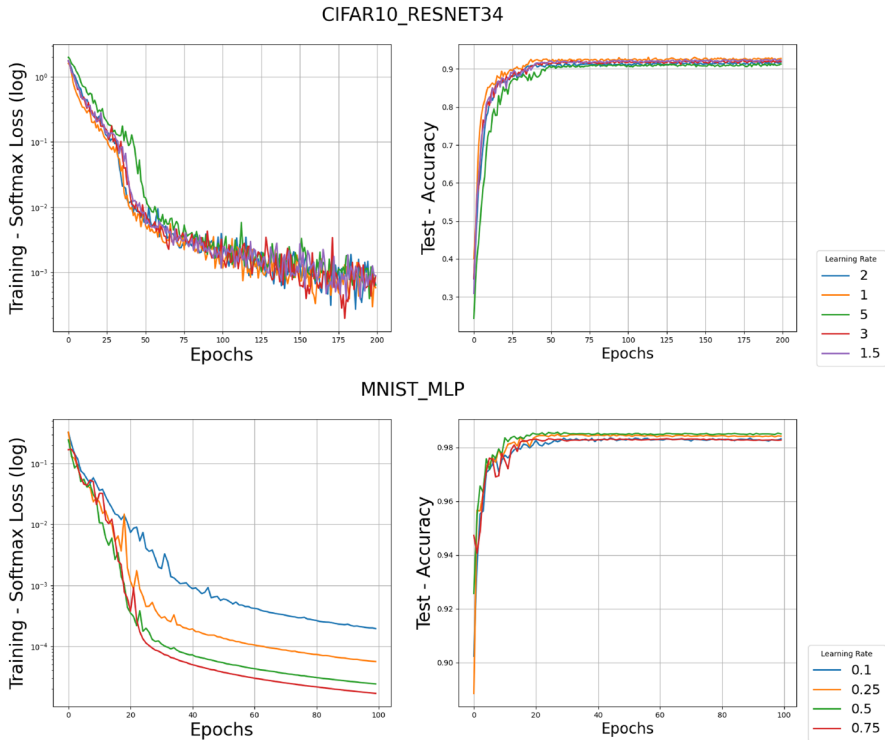 CIFAR10_RESNET34
Training - Softmax Loss (log)
10⁰
10⁻¹
10⁻²
10⁻³
0 25 50 75 100 125 150 175 200
Epochs
Test - Accuracy
0.9
0.8
0.7
0.6
0.5
0.4
0.3
0 25 50 75 100 125 150 175 200
Epochs
Learning Rate
2
1
5
3
1.5
MNIST_MLP
Training - Softmax Loss (log)
10⁻¹
10⁻²
10⁻³
10⁻⁴
0 20 40 60 80 100
Epochs
Test - Accuracy
0.98
0.96
0.94
0.92
0.90
0 20 40 60 80 100
Epochs
Learning Rate
0.1
0.25
0.5
0.75